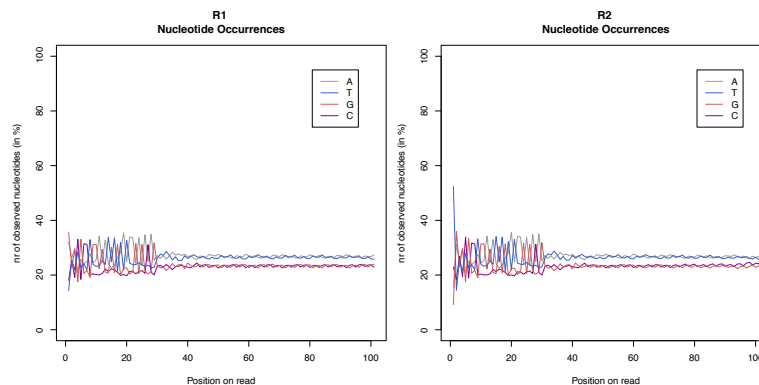 R1
Nucleotide Occurrences
nr of observed nucleotides (in %)
100
80
60
40
20
0
A
T
G
C
0 20 40 60 80 100
Position on read
R2
Nucleotide Occurrences
nr of observed nucleotides (in %)
100
80
60
40
20
0
A
T
G
C
0 20 40 60 80 100
Position on read